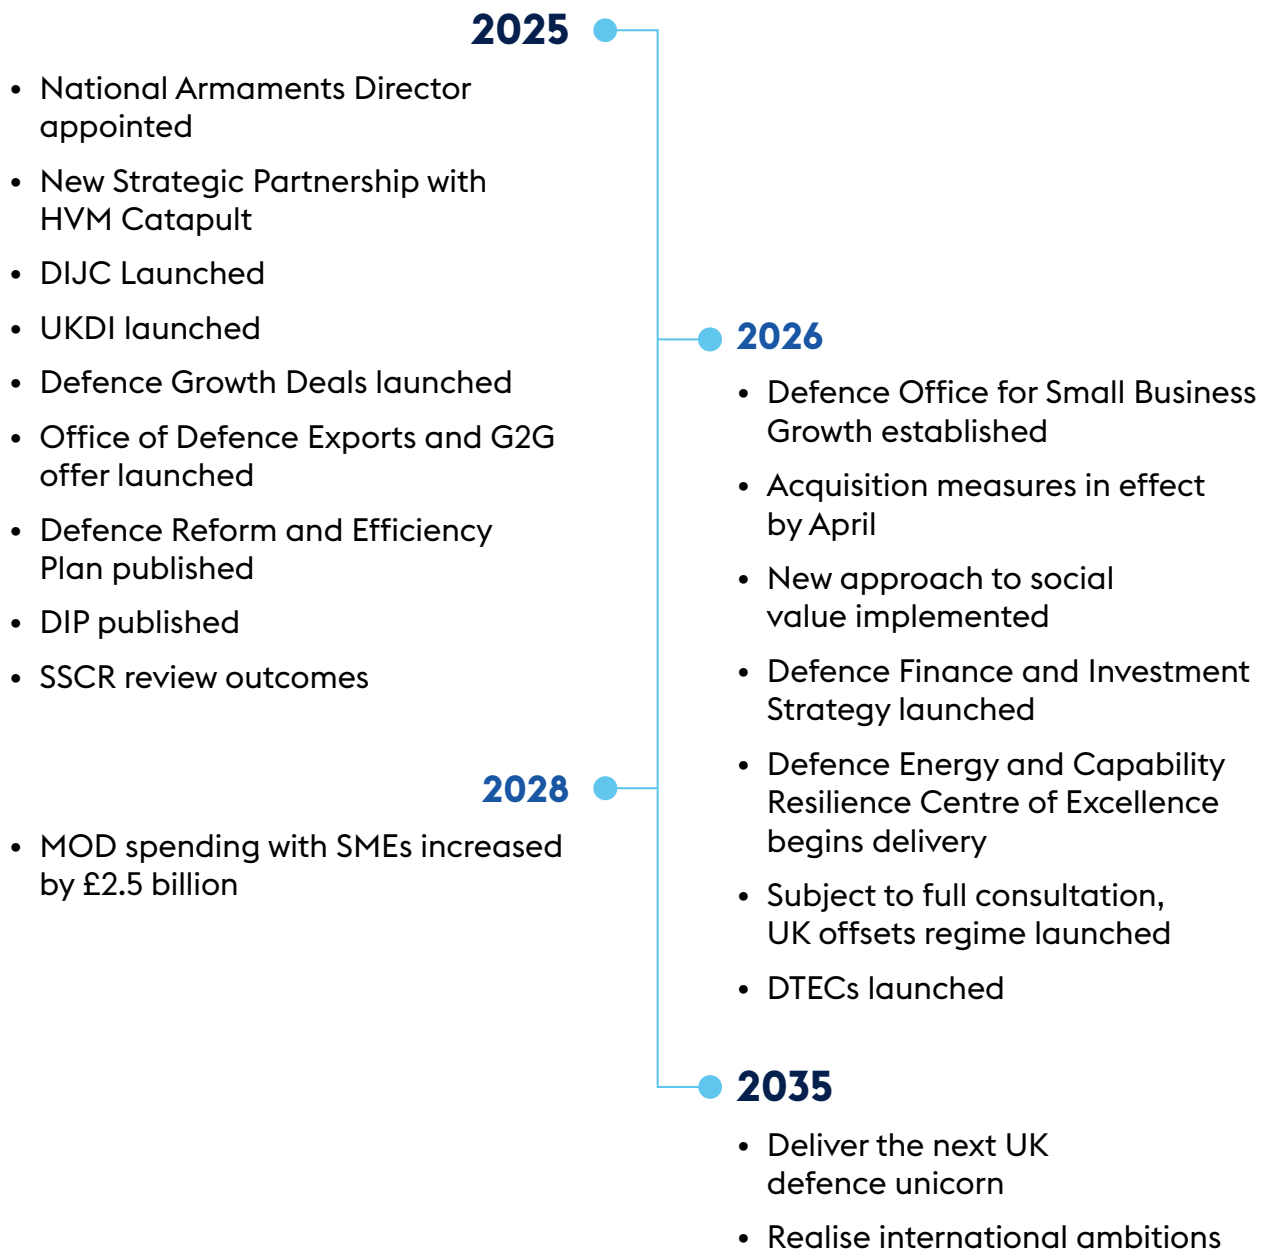 2025
• National Armaments Director
appointed
• New Strategic Partnership with
HVM Catapult
• DIJC Launched
• UKDI launched
• Defence Growth Deals launched
• Office of Defence Exports and G2G
offer launched
• Defence Reform and Efficiency
Plan published
• DIP published
• SSCR review outcomes
2026
• Defence Office for Small Business
Growth established
• Acquisition measures in effect
by April
• New approach to social
value implemented
• Defence Finance and Investment
Strategy launched
• Defence Energy and Capability
Resilience Centre of Excellence
begins delivery
• Subject to full consultation,
UK offsets regime launched
• DTECs launched
2028
• MOD spending with SMEs increased
by £2.5 billion
2035
• Deliver the next UK
defence unicorn
• Realise international ambitions